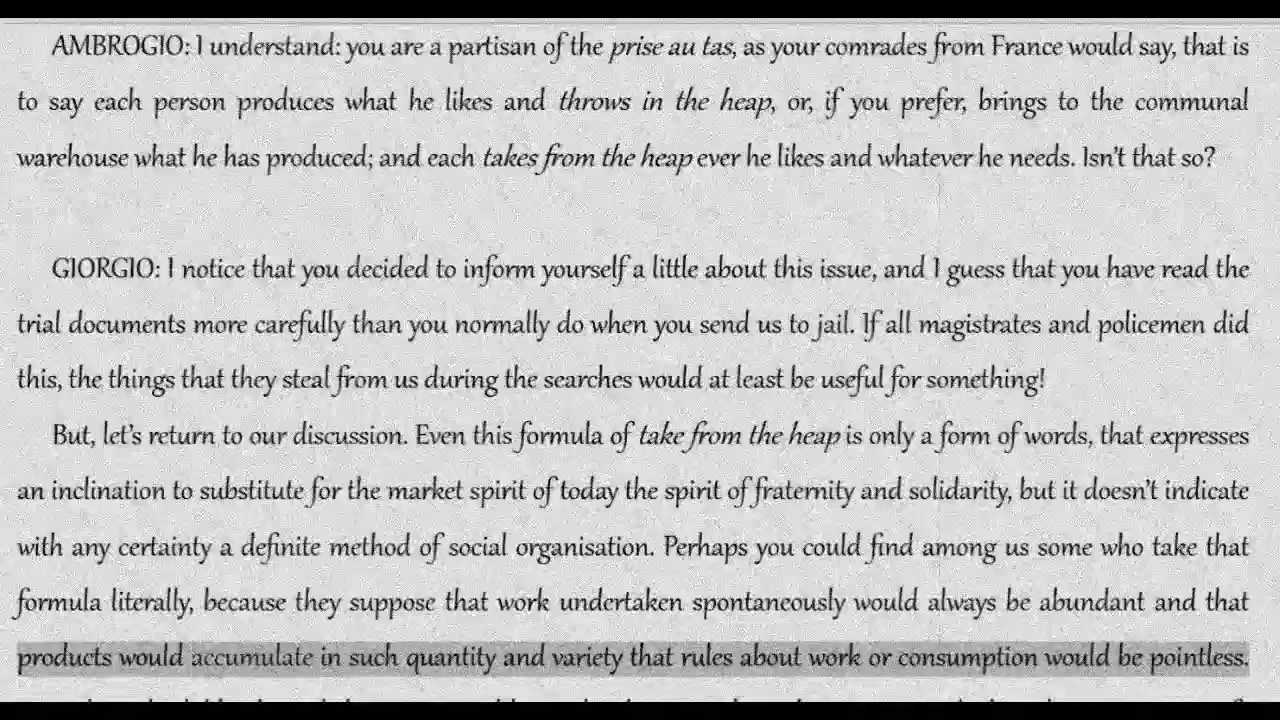 AMBROGIO: I understand: you are a partisan of the prise au tas, as your comrades from France would say, that is
to say each person produces what he likes and throws in the heap, or, if you prefer, brings to the communal
warehouse what he has produced; and each takes from the heap ever he likes and whatever he needs. Isn't that so?
GIORGIO: I notice that you decided to inform yourself a little about this issue, and I guess that you have read the
trial documents more carefully than you normally do when you send us to jail. If all magistrates and policemen did
this, the things that they steal from us during the searches would at least be useful for something!
But, let's return to our discussion. Even this formula of take from the heap is only a form of words, that expresses
an inclination to substitute for the market spirit of today the spirit of fraternity and solidarity, but it doesn't indicate
with any certainty a definite method of social organisation. Perhaps you could find among us some who take that
formula literally, because they suppose that work undertaken spontaneously would always be abundant and that
products would accumulate in such quantity and variety that rules about work or consumption would be pointless.